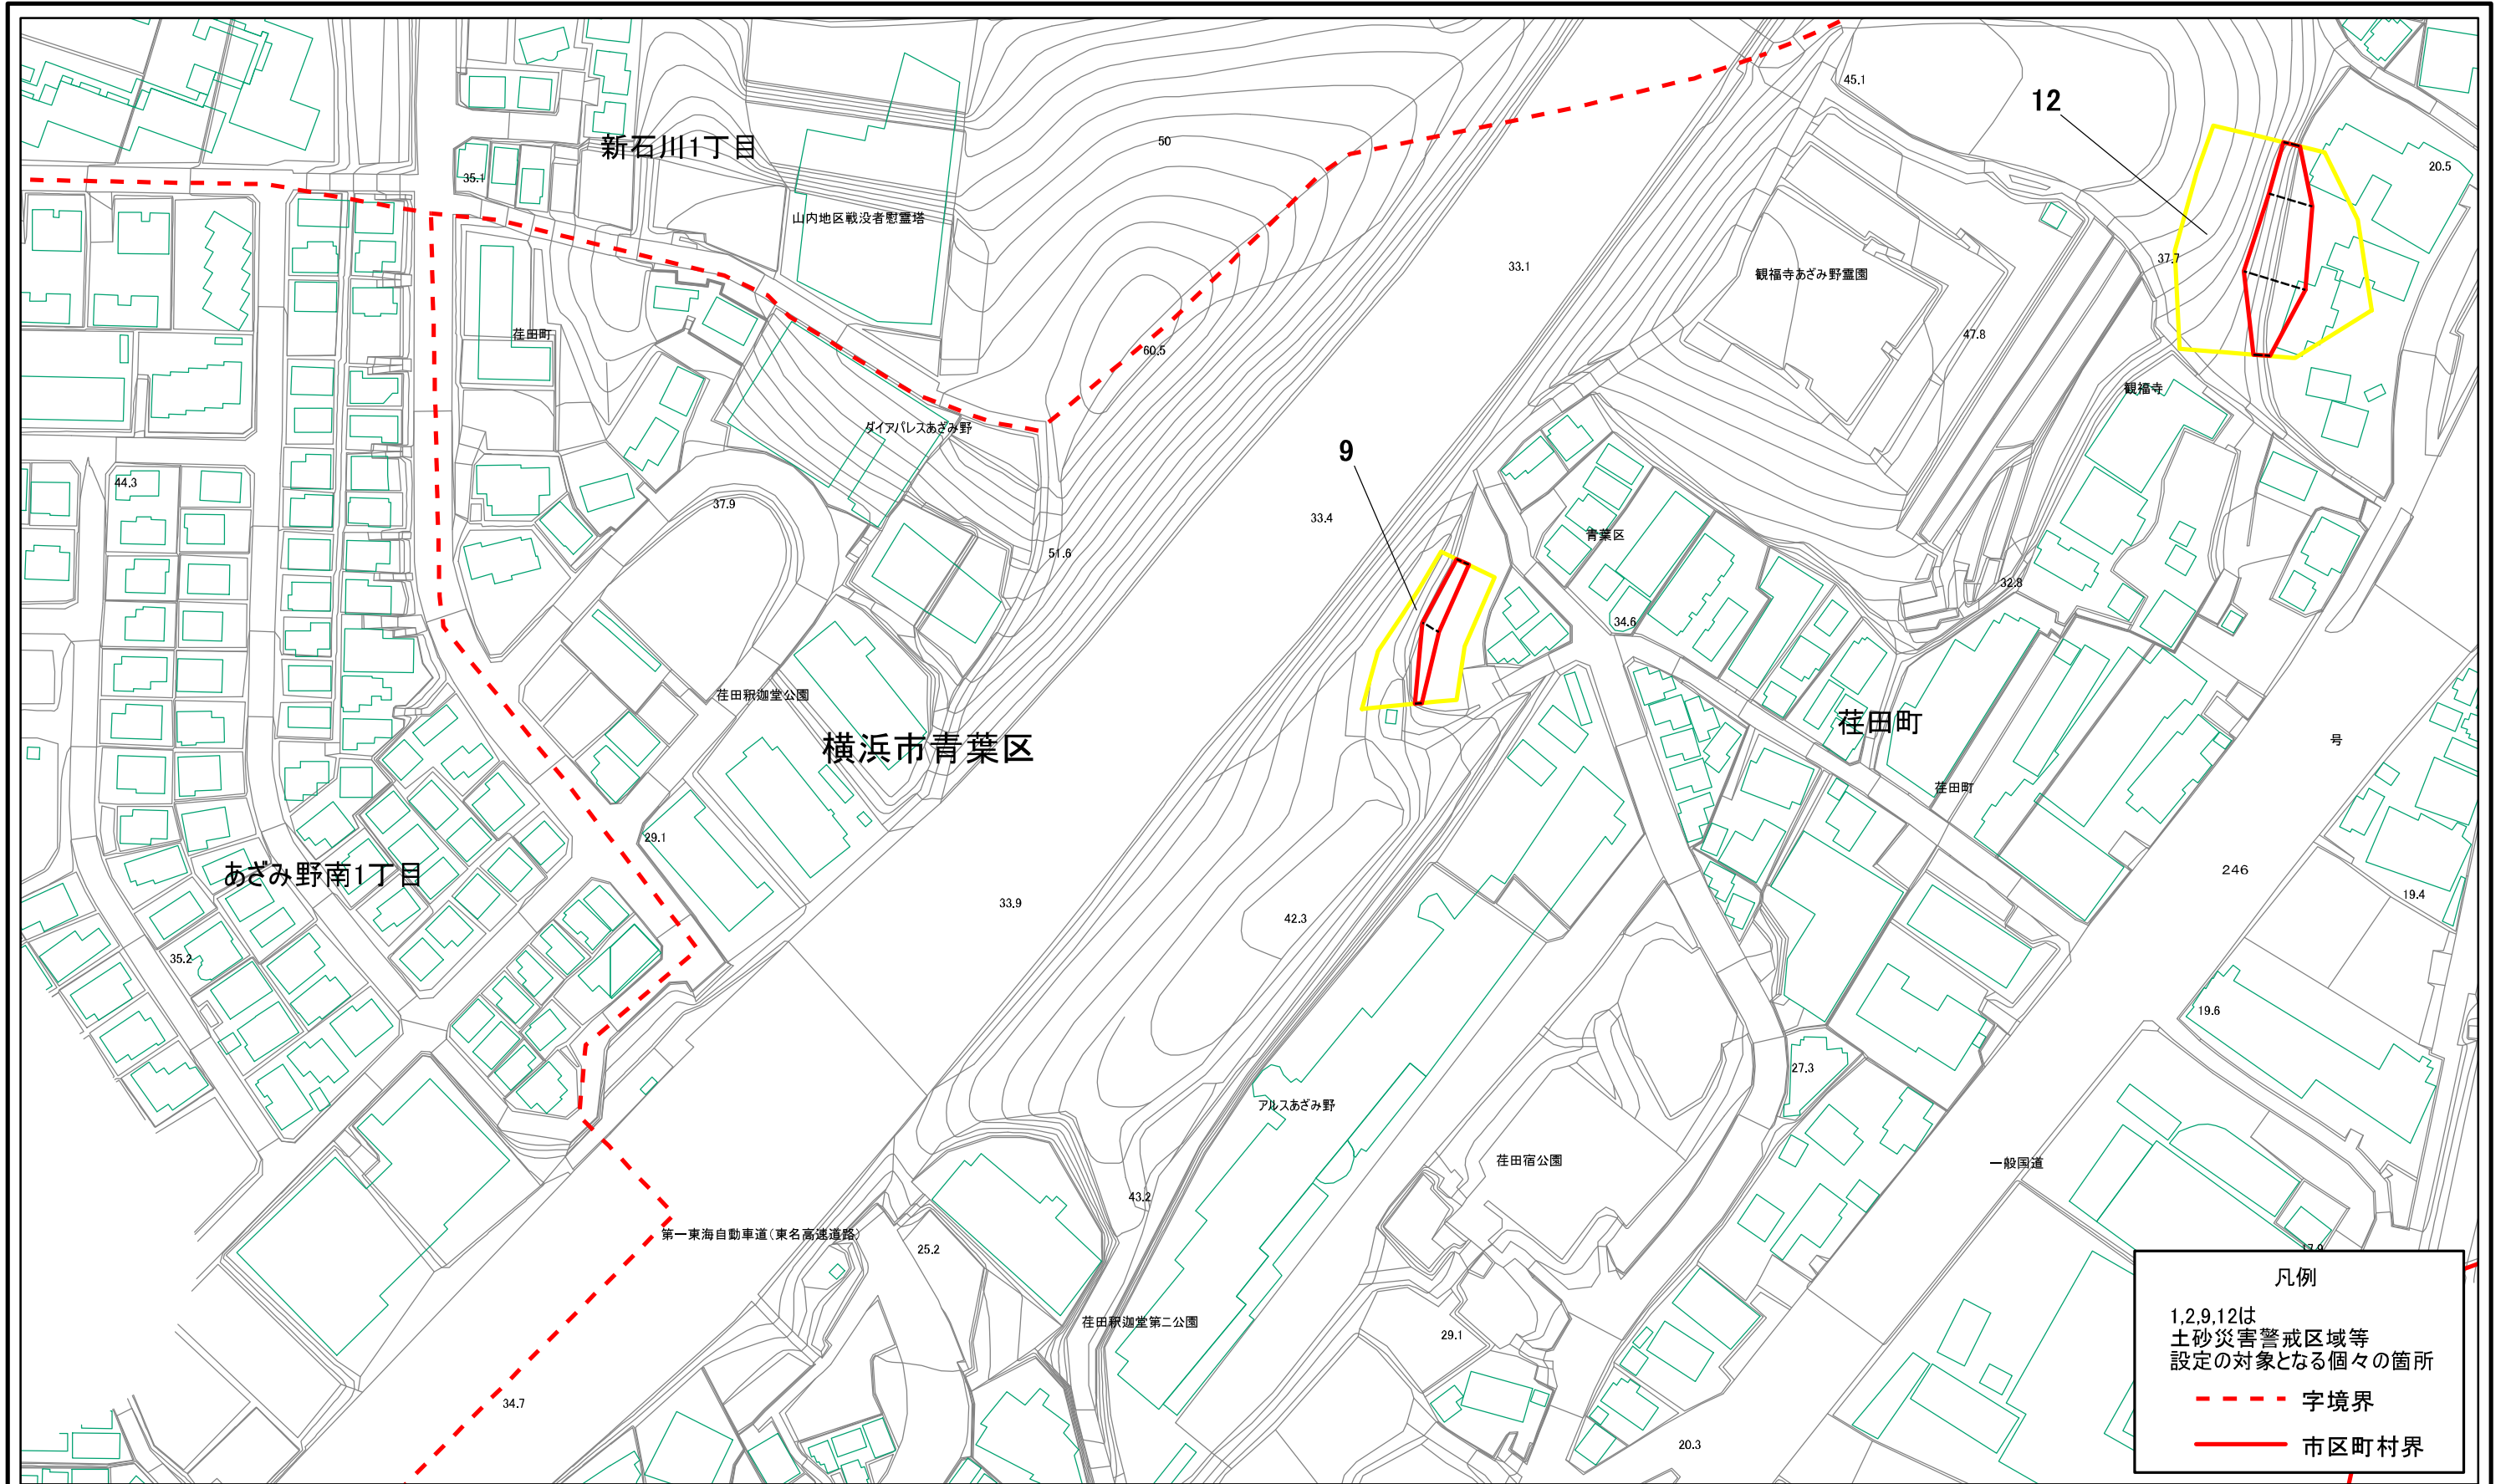 45.1
12
新石川1丁目
50
20.5
35.1
山内地区戦没者慰霊塔
37.7
33.1
観福寺あざみ野霊園
荏田町
47.8
60.5
観福寺
ダイアパレスあざみ野
9
44.3
37.9
33.4
青葉区
51.6
32.8
34.6
荏田釈迦堂公園
荏田町
横浜市青葉区
号
荏田町
29.1
あざみ野南1丁目
246
33.9
42.3
19.4
35.2
19.6
27.3
アルスあざみ野
荏田宿公園
一般国道
43.2
第一東海自動車道(東名高速道路)
25.2
17.9
荏田釈迦堂第二公園
29.1
34.7
20.3
凡例
1,2,9,12は
土砂災害警戒区域等
設定の対象となる個々の箇所
字境界
市区町村界